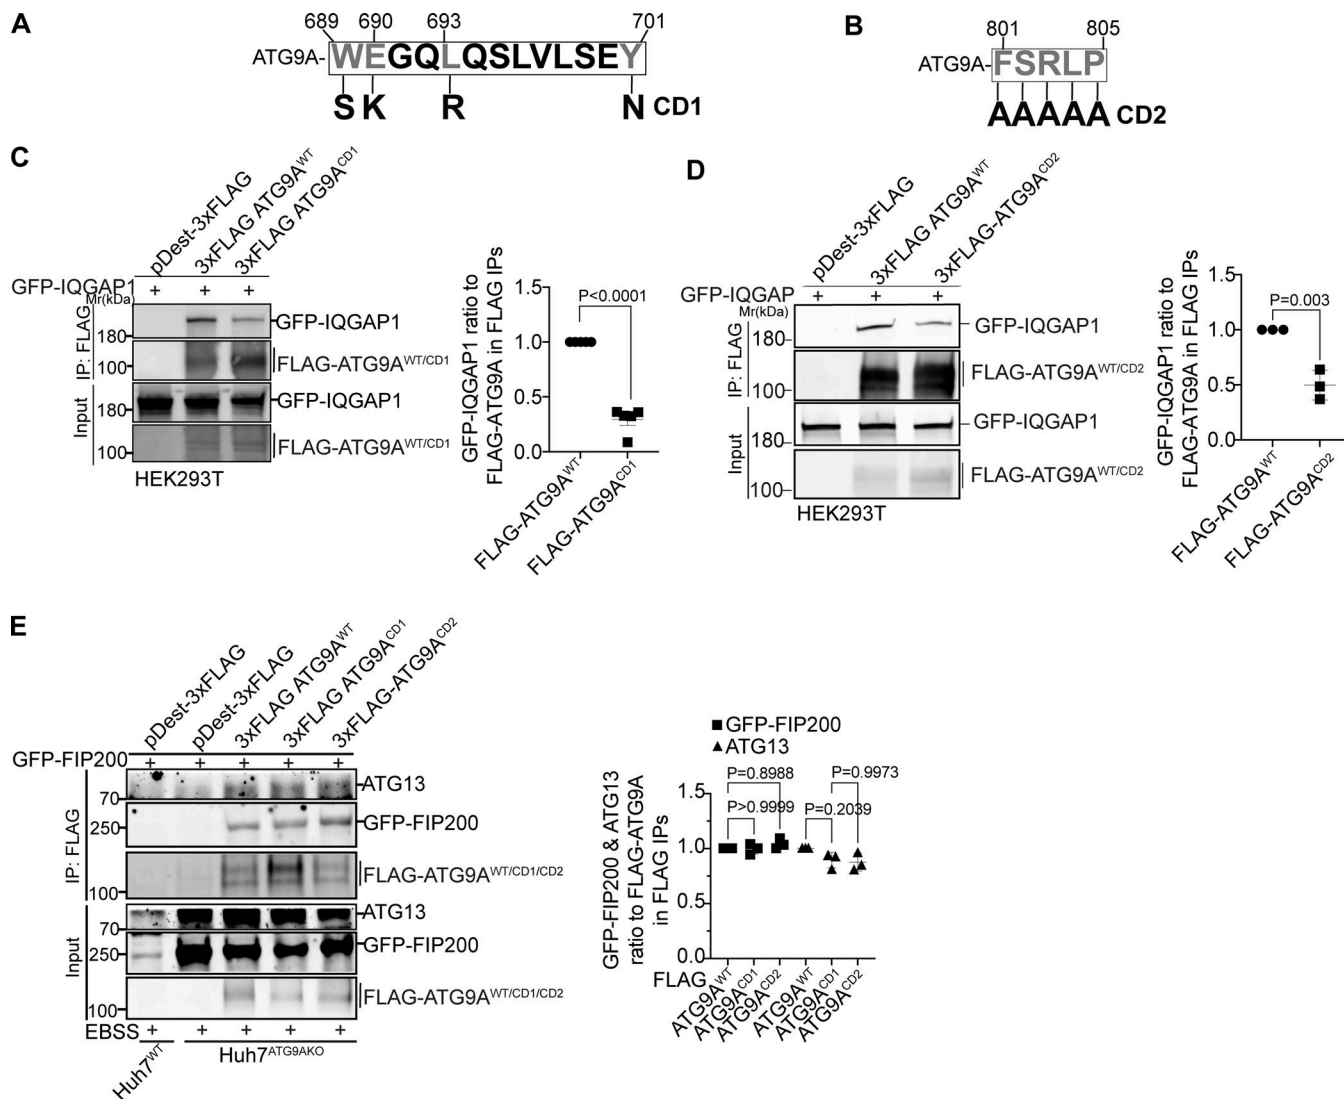 A
689 690 693 701
ATG9A- WEGQLQSLVLSEY
S K R N CD1
B
801 805
ATG9A- FSRLP
AAAAA CD2
C
pDest-3xFLAG
3xFLAG ATG9A^WT
3xFLAG ATG9A^CD1
GFP-IQGAP1 + + +
Mr(kDa)
IP: FLAG
180
GFP-IQGAP1
100
FLAG-ATG9A^WT/CD1
Input
180
GFP-IQGAP1
100
FLAG-ATG9A^WT/CD1
HEK293T
GFP-IQGAP1 ratio to
FLAG-ATG9A in FLAG IPs
1.5
1.0
0.5
0.0
P<0.0001
FLAG-ATG9A^WT
FLAG-ATG9A^CD1
D
pDest-3xFLAG
3xFLAG ATG9A^WT
3xFLAG-ATG9A^CD2
GFP-IQGAP + + +
Mr(kDa)
IP: FLAG
180
GFP-IQGAP1
100
FLAG-ATG9A^WT/CD2
Input
180
GFP-IQGAP1
100
FLAG-ATG9A^WT/CD2
HEK293T
GFP-IQGAP1 ratio to
FLAG-ATG9A in FLAG IPs
1.5
1.0
0.5
0.0
P=0.003
FLAG-ATG9A^WT
FLAG-ATG9A^CD2
E
pDest-3xFLAG
pDest-3xFLAG
3xFLAG ATG9A^WT
3xFLAG ATG9A^CD1
3xFLAG-ATG9A^CD2
GFP-FIP200 + + + + +
IP: FLAG
ATG13
70
GFP-FIP200
250
FLAG-ATG9A^WT/CD1/CD2
100
Input
ATG13
70
GFP-FIP200
250
FLAG-ATG9A^WT/CD1/CD2
100
EBSS + + + + +
Huh7^WT
Huh7^ATG9AKO
GFP-FIP200
ATG13
GFP-FIP200 & ATG13
ratio to FLAG-ATG9A
in FLAG IPs
1.5
1.0
0.5
0.0
P=0.8988
P=0.9973
P>0.9999
P=0.2039
FLAG
ATG9A^WT
ATG9A^CD1
ATG9A^CD2
ATG9A^WT
ATG9A^CD1
ATG9A^CD2